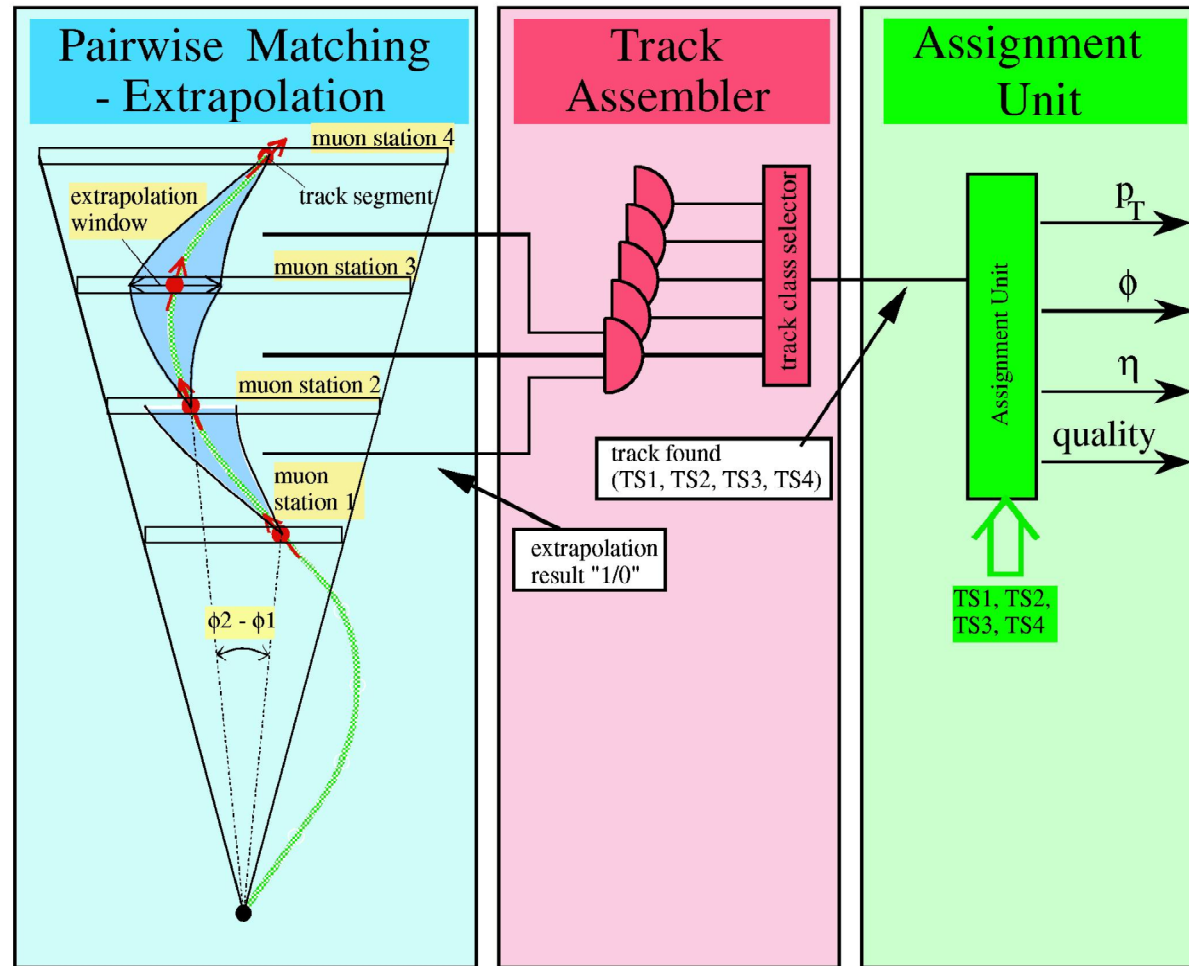 Pairwise Matching
- Extrapolation
muon station 4
track segment
extrapolation
window
muon station 3
muon station 2
muon
station 1
ϕ2 - ϕ1
extrapolation
result "1/0"
Track
Assembler
track class selector
track found
(TS1, TS2, TS3, TS4)
Assignment
Unit
Assignment Unit
pT
ϕ
η
quality
TS1, TS2,
TS3, TS4